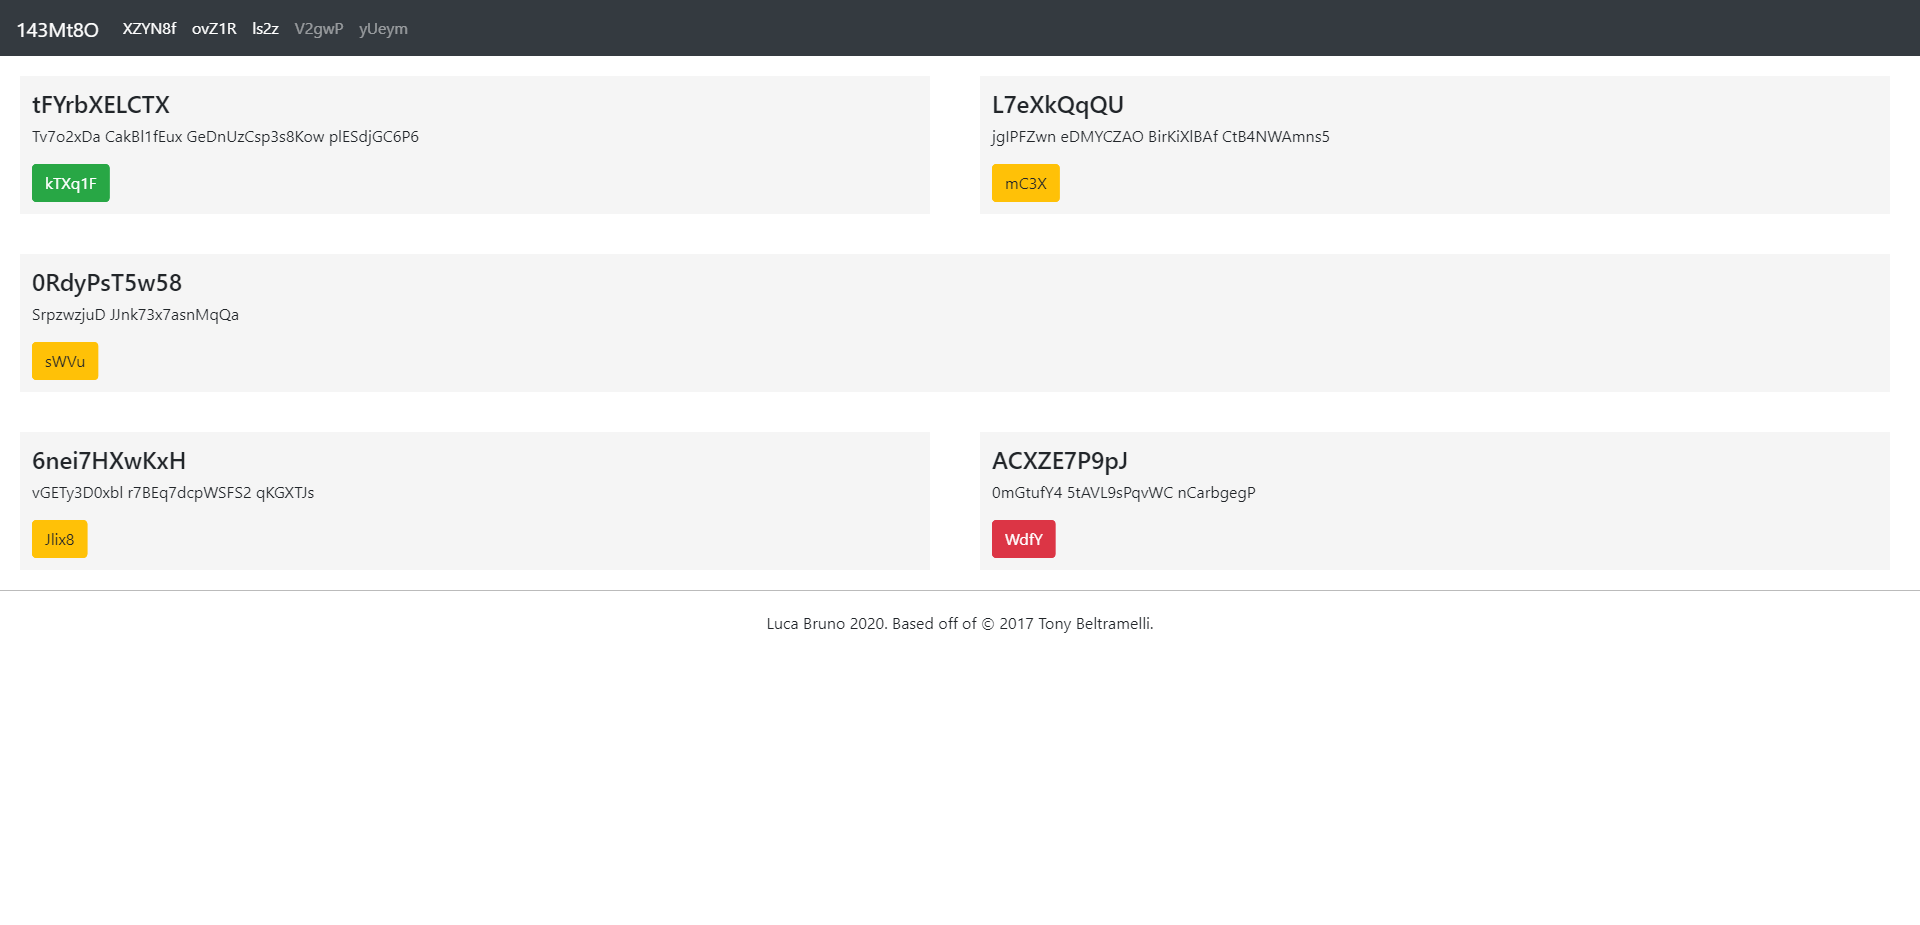 143Mt8O XZYN8f ovZ1R ls2z V2gwP yUeym
tFYrbXELCTX
Tv7o2xDa CakBl1fEux GeDnUzCsp3s8Kow plESdjGC6P6
kTXq1F
L7eXkQqQU
jgIPFZwn eDMYCZAO BirKiXlBAf CtB4NWAmns5
mC3X
0RdyPsT5w58
SrpzwzjuD JJnk73x7asnMqQa
sWVu
6nei7HXwKxH
vGETy3D0xbl r7BEq7dcpWSFS2 qKGXTJs
Jlix8
ACXZE7P9pJ
0mGtufY4 5tAVL9sPqvWC nCarbgegP
WdfY
Luca Bruno 2020. Based off of © 2017 Tony Beltramelli.